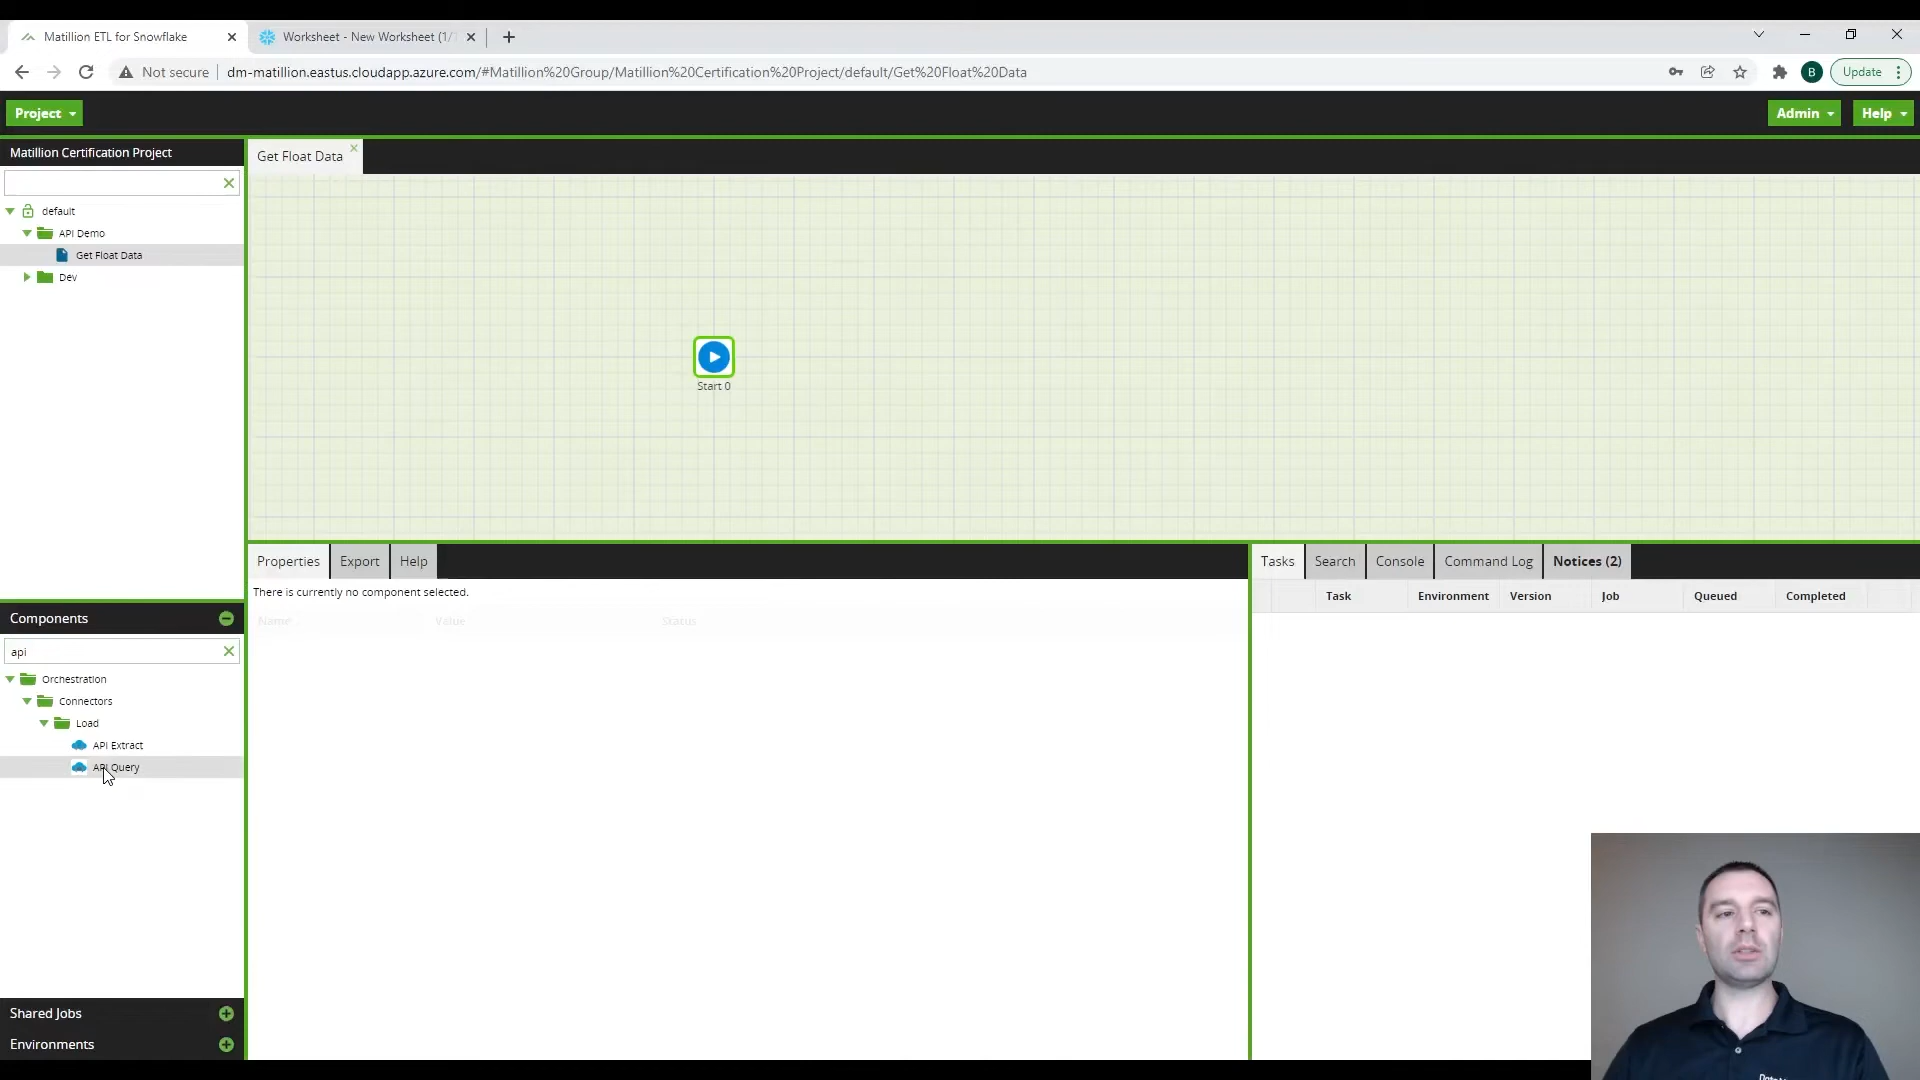 Matillion ETL for Snowflake
Worksheet - New Worksheet (1/
Not secure
dm-matillion.eastus.cloudapp.azure.com/#Matillion%20Group/Matillion%20Certification%20Project/default/Get%20Float%20Data
B
Update
Project
Admin
Help
Matillion Certification Project
default
API Demo
Get Float Data
Dev
Get Float Data
Start 0
Components
api
Orchestration
Connectors
Load
API Extract
API Query
Shared Jobs
Environments
Properties
Export
Help
There is currently no component selected.
Name
Value
Status
Tasks
Search
Console
Command Log
Notices (2)
Task
Environment
Version
Job
Queued
Completed